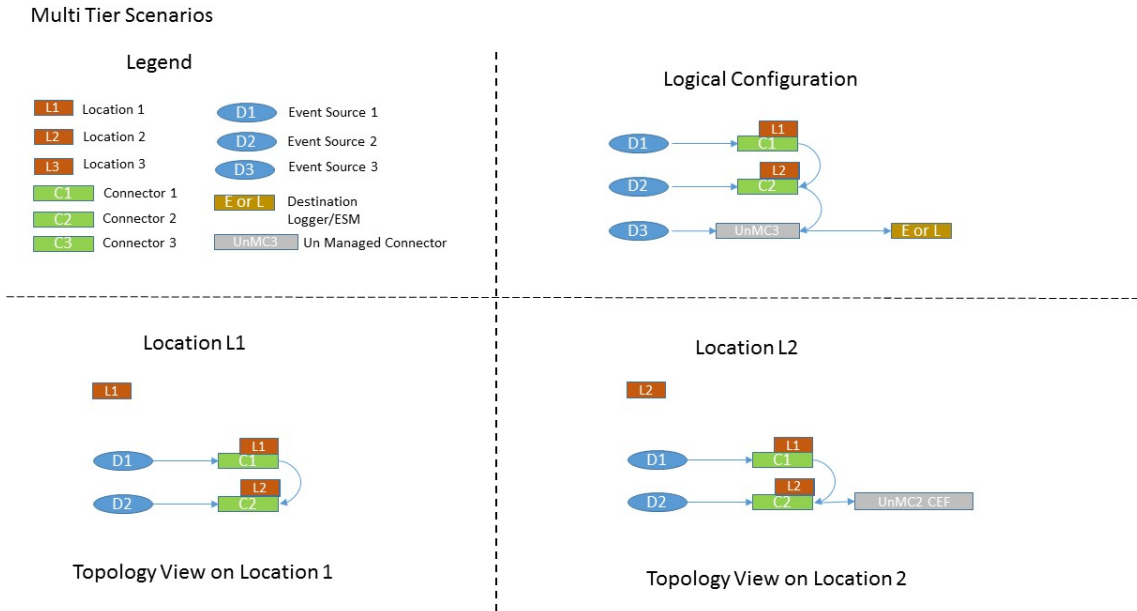 Multi Tier Scenarios
Legend
L1 Location 1
L2 Location 2
L3 Location 3
C1 Connector 1
C2 Connector 2
C3 Connector 3
D1 Event Source 1
D2 Event Source 2
D3 Event Source 3
E or L Destination
Logger/ESM
UnMC3 Un Managed Connector
Logical Configuration
L1
D1 C1
L2
D2 C2
D3 UnMC3 E or L
Location L1
L1
L1
D1 C1
L2
D2 C2
Topology View on Location 1
Location L2
L2
L1
D1 C1
L2
D2 C2 UnMC2 CEF
Topology View on Location 2